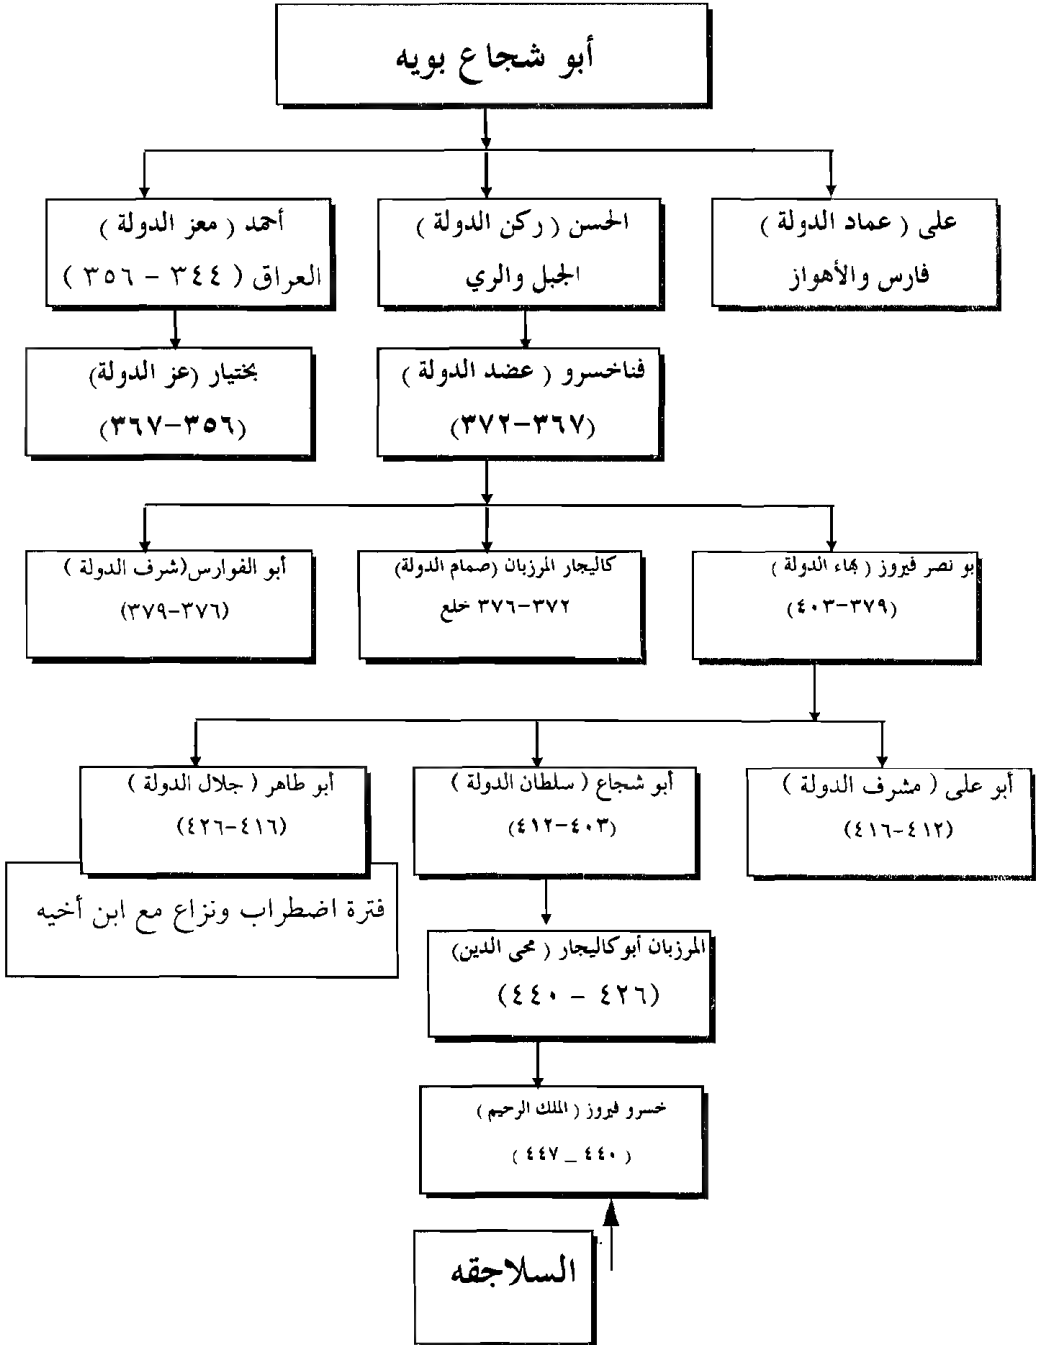 أبو شجاع بويه
على ( عماد الدولة )
فارس والأهواز
الحسن ( ركن الدولة )
الجبل والري
أحمد ( معز الدولة )
العراق ( ٣٤٤ – ٣٥٦ )
فناخسرو ( عضد الدولة )
(٣٦٧–٣٧٢)
بختيار (عز الدولة)
(٣٥٦–٣٦٧)
بو نصر فيروز ( بهاء الدولة )
(٣٧٩–٤٠٣)
كاليجار المرزبان (صمام الدولة)
٣٧٢–٣٧٦ خلع
أبو الفوارس(شرف الدولة )
(٣٧٦–٣٧٩)
أبو على ( مشرف الدولة )
(٤١٢–٤١٦)
أبو شجاع ( سلطان الدولة )
(٤٠٣–٤١٢)
أبو طاهر ( جلال الدولة )
(٤١٦–٤٢٦)
فترة اضطراب ونزاع مع ابن أخيه
المرزبان أبوكاليجار ( محى الدين)
(٤٢٦ – ٤٤٠)
خسرو فيروز ( الملك الرحيم )
( ٤٤٠ _ ٤٤٧ )
السلاجقه